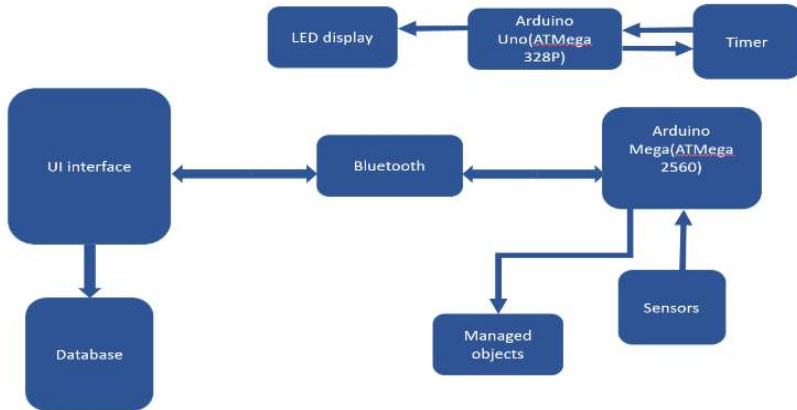 LED display
Arduino
Uno(ATMega
328P)
Timer
UI interface
Bluetooth
Arduino
Mega(ATMega
2560)
Database
Managed
objects
Sensors